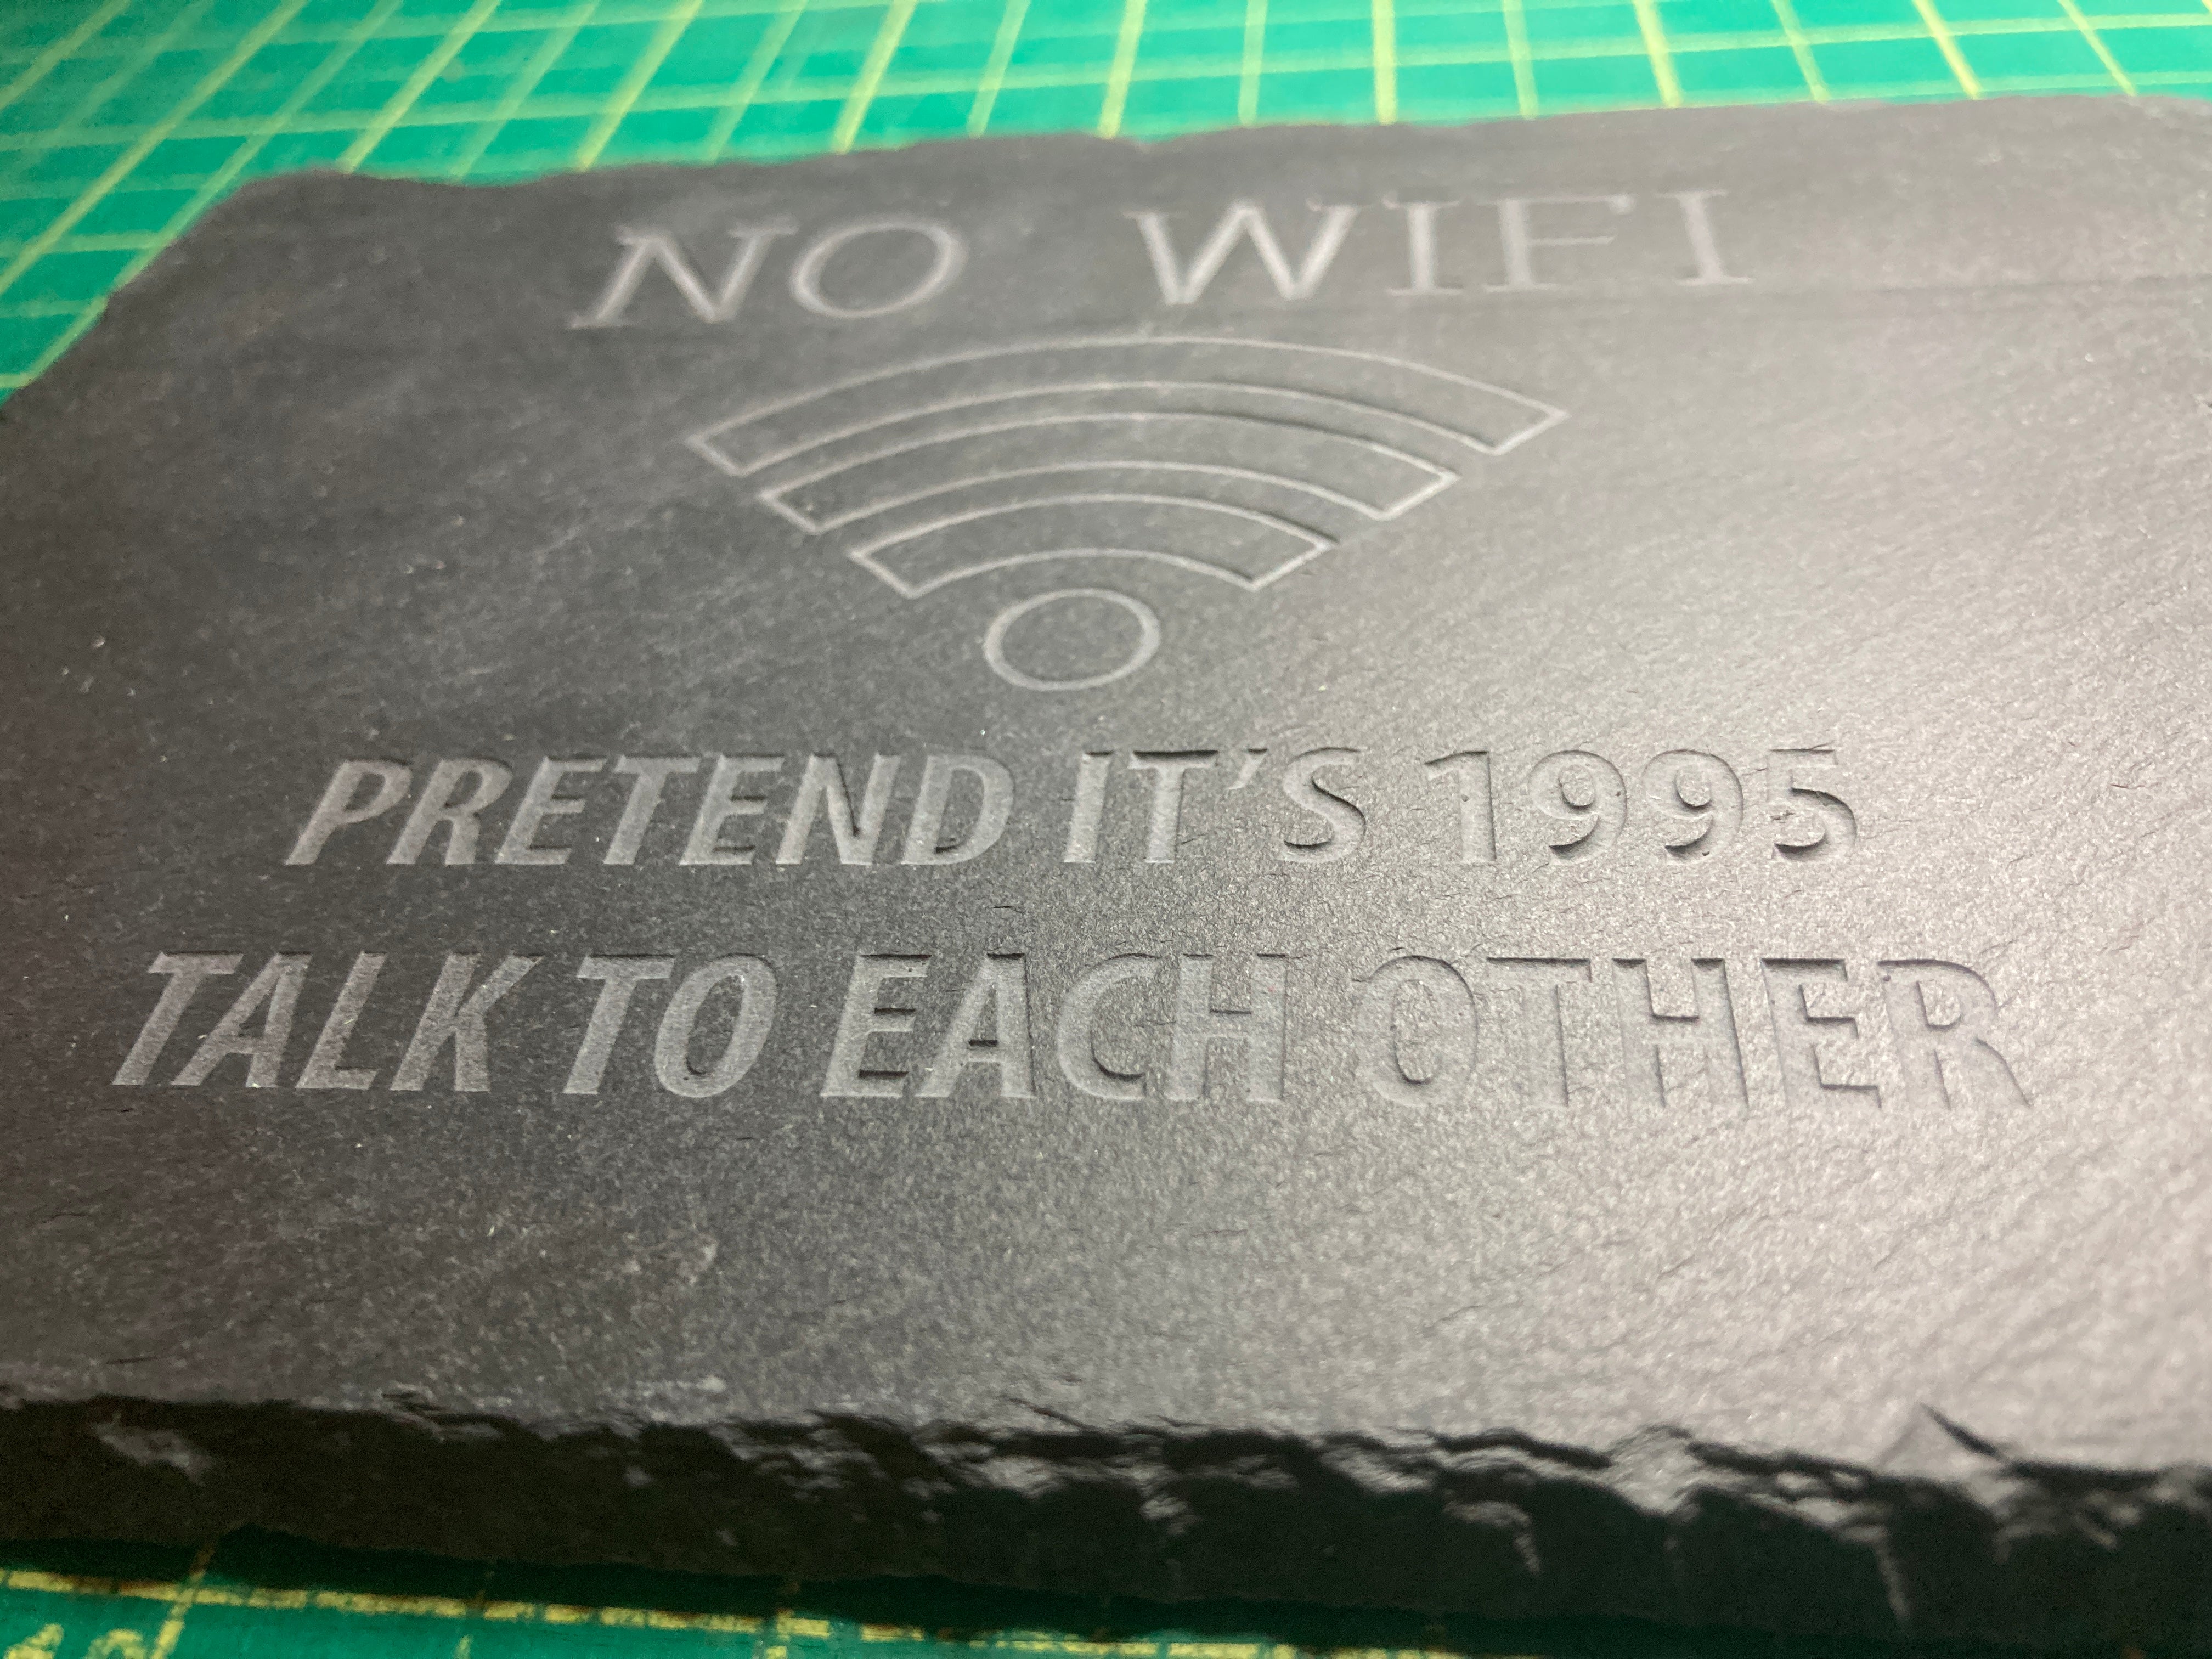 NO WIFI
PRETEND IT'S 1995
TALK TO EACH OTHER